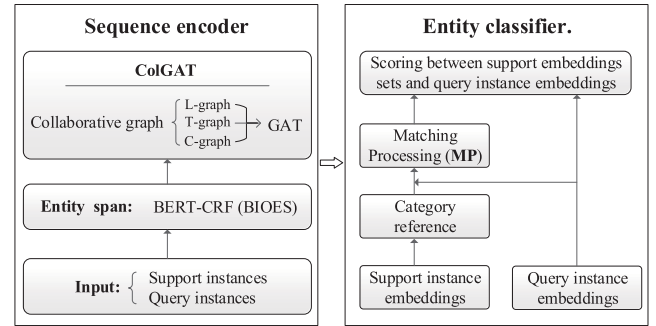 Sequence encoder
ColGAT
Collaborative graph
L-graph
T-graph
C-graph
GAT
Entity span: BERT-CRF (BIOES)
Input:
Support instances
Query instances
Entity classifier.
Scoring between support embeddings
sets and query instance embeddings
Matching
Processing (MP)
Category
reference
Support instance
embeddings
Query instance
embeddings